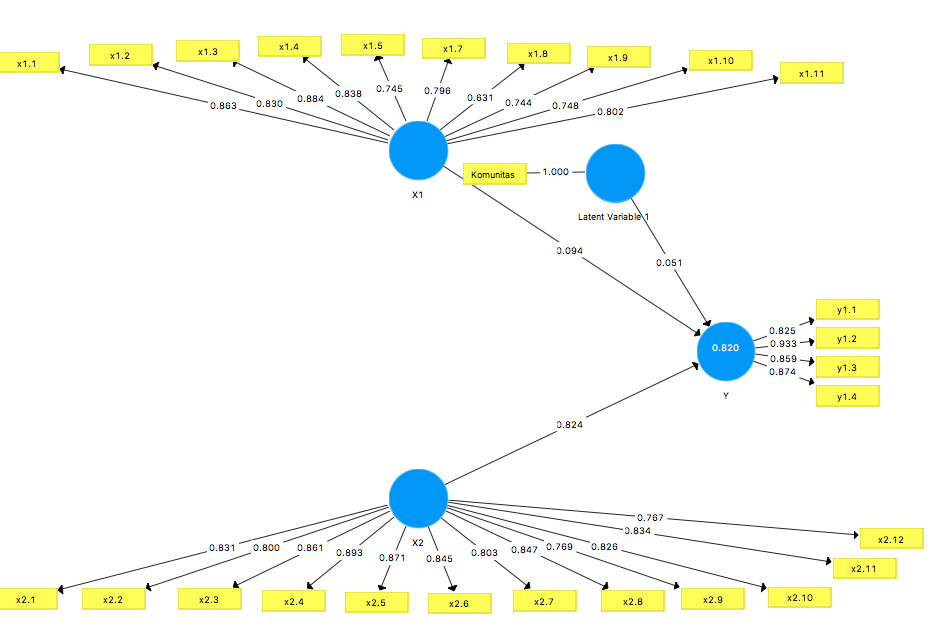 x1.1
x1.2
x1.3
x1.4
x1.5
x1.7
x1.8
x1.9
x1.10
x1.11
0.863
0.830
0.884
0.838
0.745
0.796
0.631
0.744
0.748
0.802
X1
Komunitas
1.000
Latent Variable 1
0.094
0.051
0.820
Y
0.825
0.933
0.859
0.874
y1.1
y1.2
y1.3
y1.4
0.824
X2
0.831
0.800
0.861
0.893
0.871
0.845
0.803
0.847
0.769
0.826
0.834
0.767
x2.1
x2.2
x2.3
x2.4
x2.5
x2.6
x2.7
x2.8
x2.9
x2.10
x2.11
x2.12